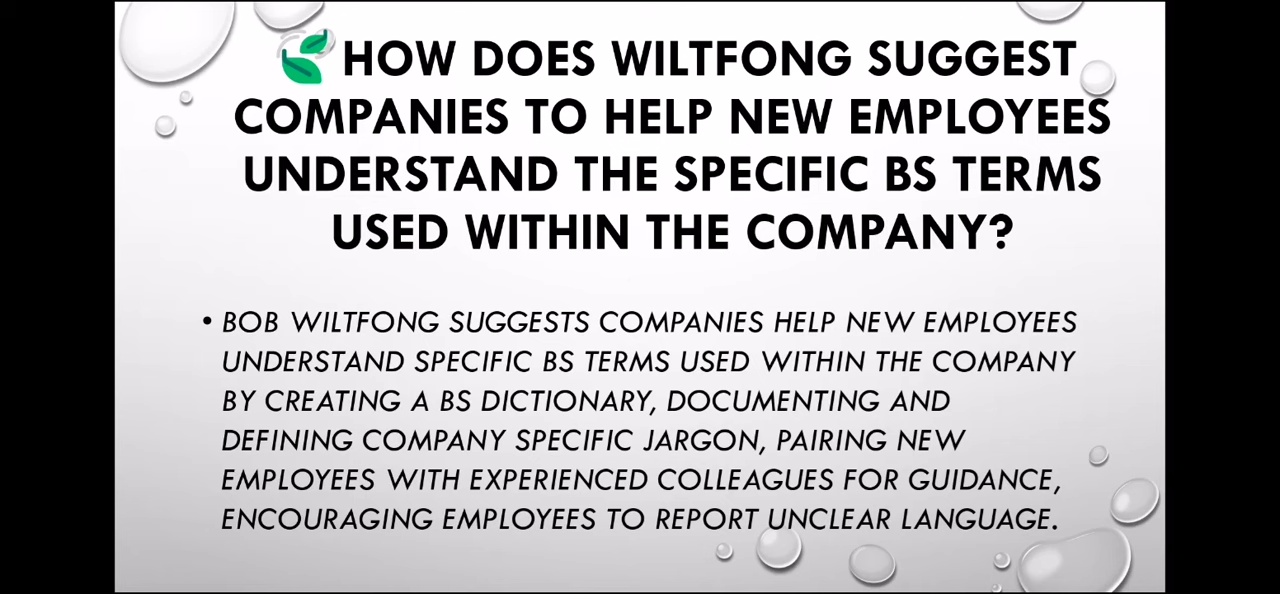 HOW DOES WILTFONG SUGGEST
COMPANIES TO HELP NEW EMPLOYEES
UNDERSTAND THE SPECIFIC BS TERMS
USED WITHIN THE COMPANY?
• BOB WILTFONG SUGGESTS COMPANIES HELP NEW EMPLOYEES
UNDERSTAND SPECIFIC BS TERMS USED WITHIN THE COMPANY
BY CREATING A BS DICTIONARY, DOCUMENTING AND
DEFINING COMPANY SPECIFIC JARGON, PAIRING NEW
EMPLOYEES WITH EXPERIENCED COLLEAGUES FOR GUIDANCE,
ENCOURAGING EMPLOYEES TO REPORT UNCLEAR LANGUAGE.